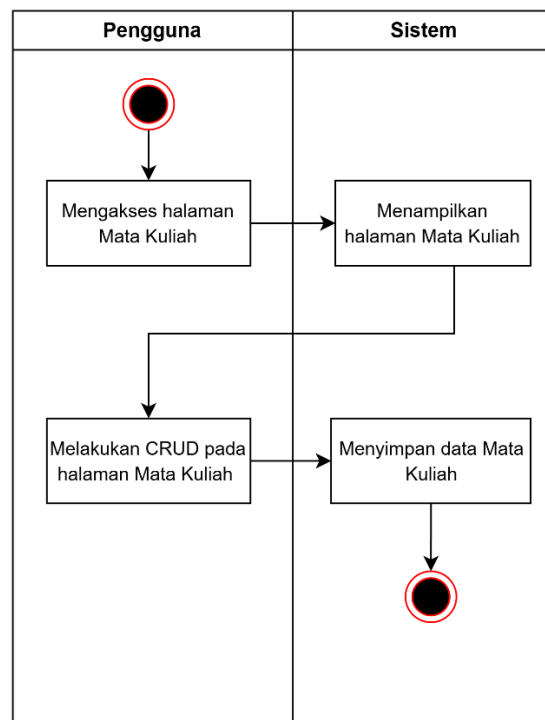 Pengguna
Sistem
Mengakses halaman
Mata Kuliah
Menampilkan
halaman Mata Kuliah
Melakukan CRUD pada
halaman Mata Kuliah
Menyimpan data Mata
Kuliah